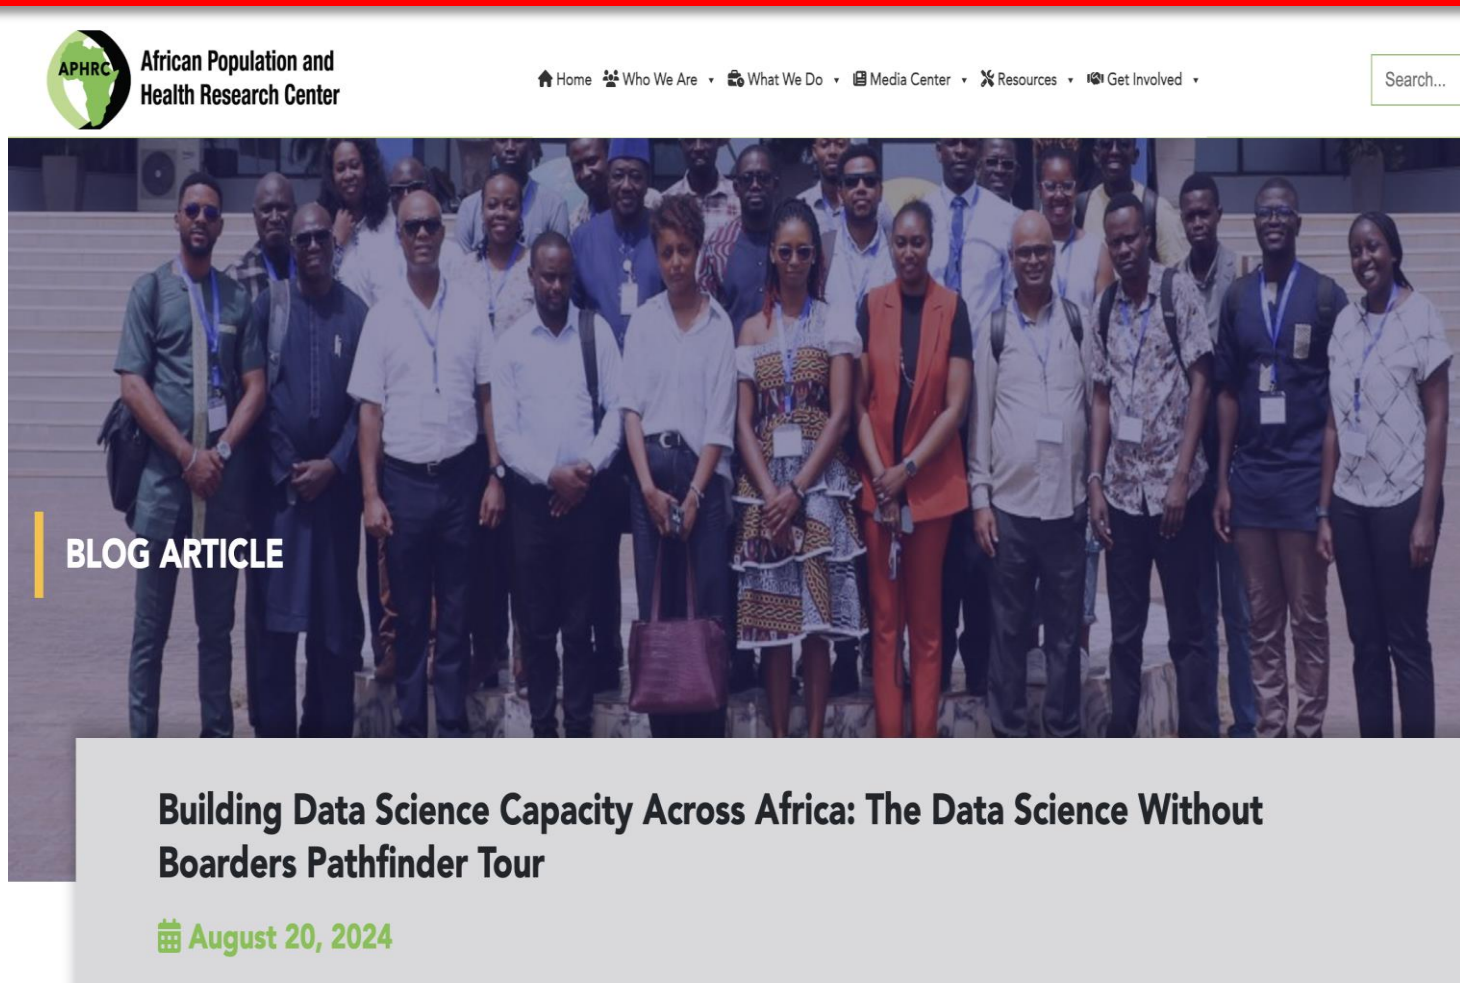 APHRC
African Population and
Health Research Center
Home Who We Are What We Do Media Center Resources Get Involved
Search...
BLOG ARTICLE
Building Data Science Capacity Across Africa: The Data Science Without
Boarders Pathfinder Tour
August 20, 2024